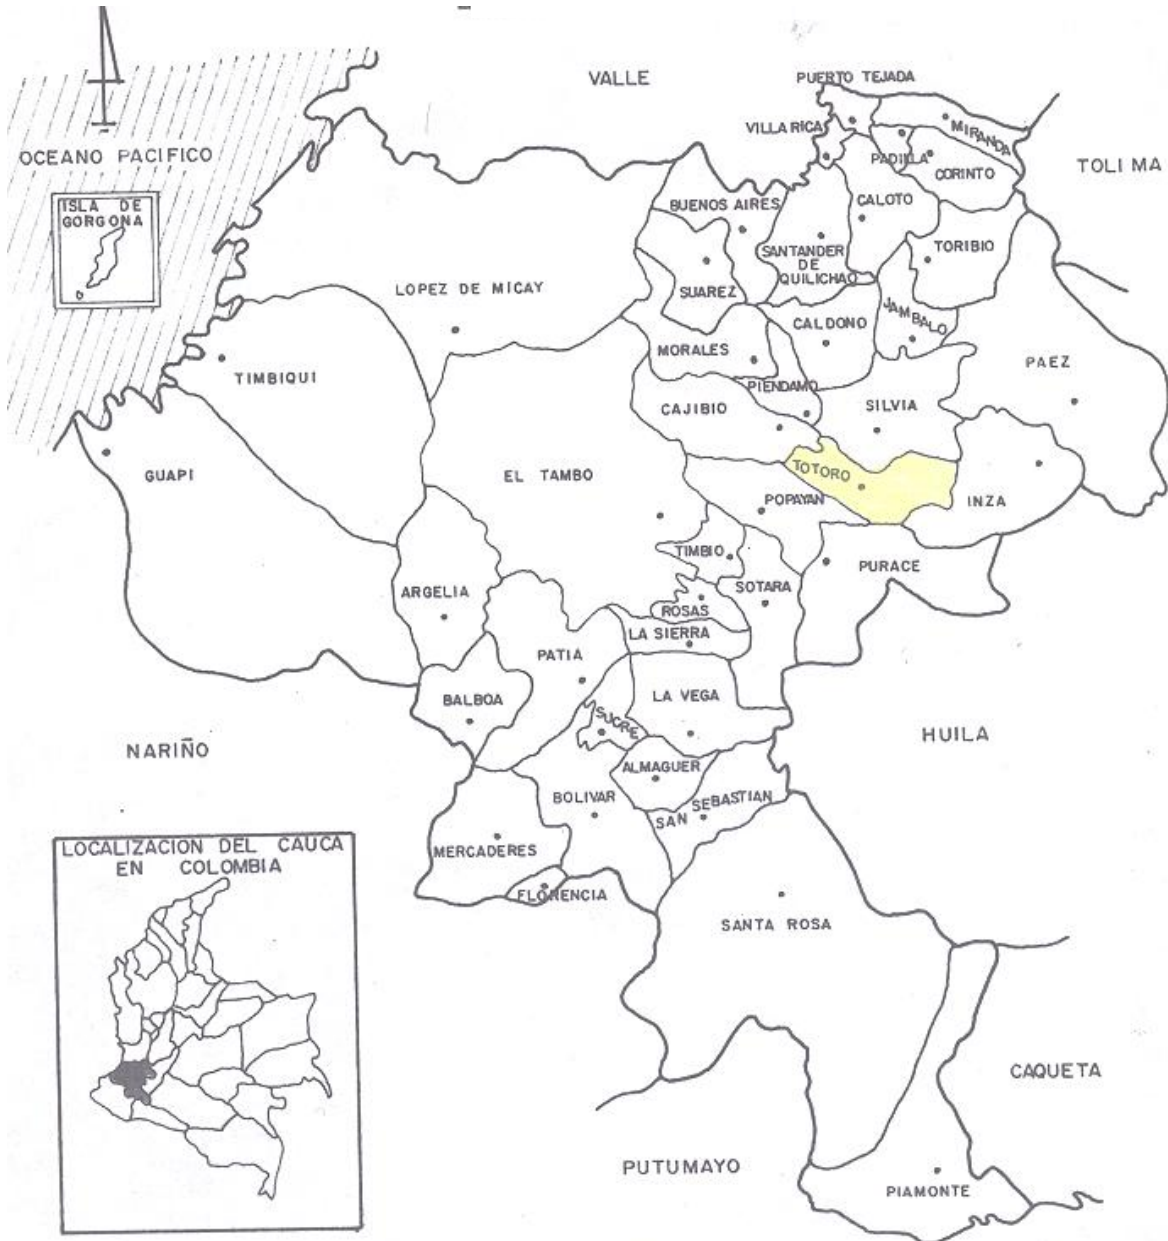 VALLE
PUERTO TEJADA
VILLA RICA
MIRANDA
OCEANO PACIFICO
PADILLA
CORINTO
TOLIMA
ISLA DE
GORGONA
BUENOS AIRES
CALOTO
SANTANDER
DE
QUILICHAO
TORIBIO
LOPEZ DE MICAY
SUAREZ
CALDONO
JAMBALO
TIMBIQUI
MORALES
PAEZ
PIENDAMO
CAJIBIO
SILVIA
GUAPI
EL TAMBO
TOTORO
POPAYAN
INZA
TIMBIO
PURACE
ARGELIA
SOTARA
ROSAS
LA SIERRA
PATIA
BALBOA
LA VEGA
SUCRE
NARIÑO
HUILA
ALMAGUER
BOLIVAR
SAN SEBASTIAN
MERCADERES
FLORENCIA
LOCALIZACION DEL CAUCA
EN COLOMBIA
SANTA ROSA
CAQUETA
PUTUMAYO
PIAMONTE